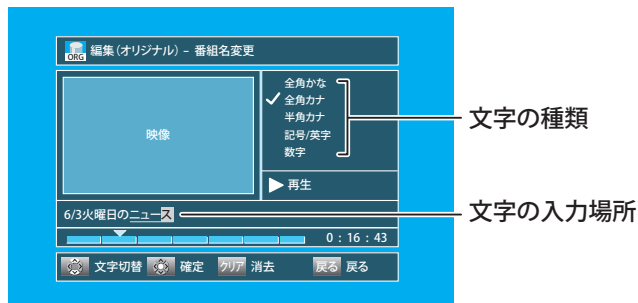 ORG 編集(オリジナル) – 番組名変更
映像
全角かな
全角カナ
半角カナ
記号/英字
数字
文字の種類
再生
6/3火曜日のニュース
文字の入力場所
0:16:43
文字切替 確定 クリア 消去 戻る 戻る